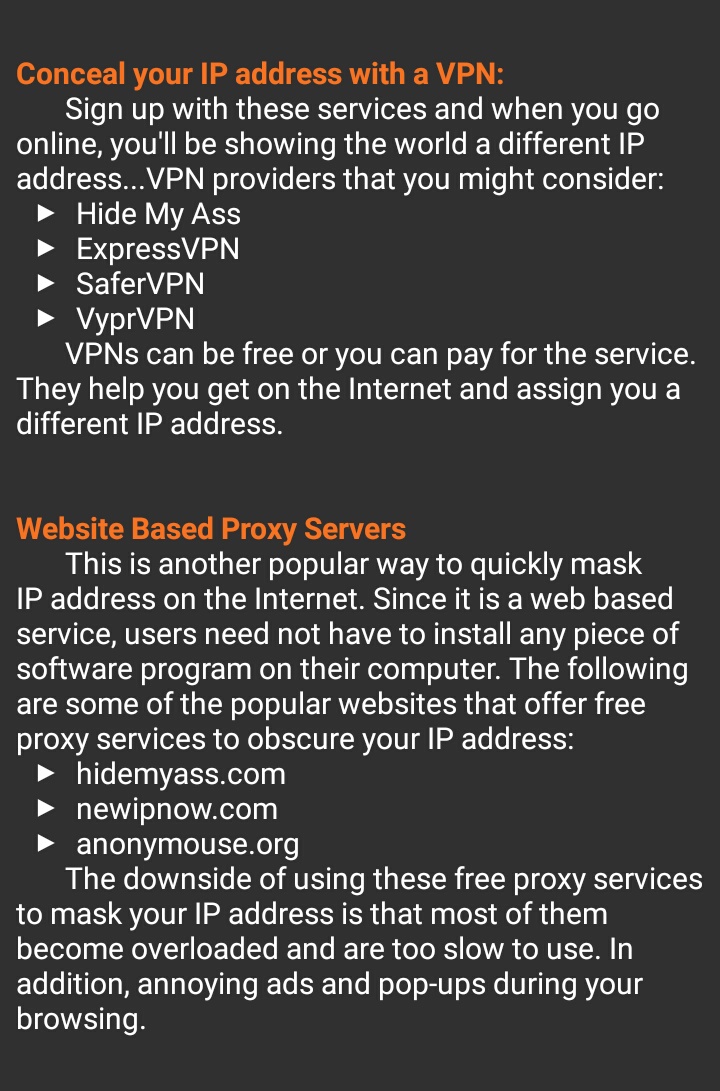 Conceal your IP address with a VPN:
Sign up with these services and when you go
online, you'll be showing the world a different IP
address...VPN providers that you might consider:
► Hide My Ass
► ExpressVPN
► SaferVPN
► VyprVPN
VPNs can be free or you can pay for the service.
They help you get on the Internet and assign you a
different IP address.
Website Based Proxy Servers
This is another popular way to quickly mask
IP address on the Internet. Since it is a web based
service, users need not have to install any piece of
software program on their computer. The following
are some of the popular websites that offer free
proxy services to obscure your IP address:
► hidemyass.com
► newipnow.com
► anonymouse.org
The downside of using these free proxy services
to mask your IP address is that most of them
become overloaded and are too slow to use. In
addition, annoying ads and pop-ups during your
browsing.